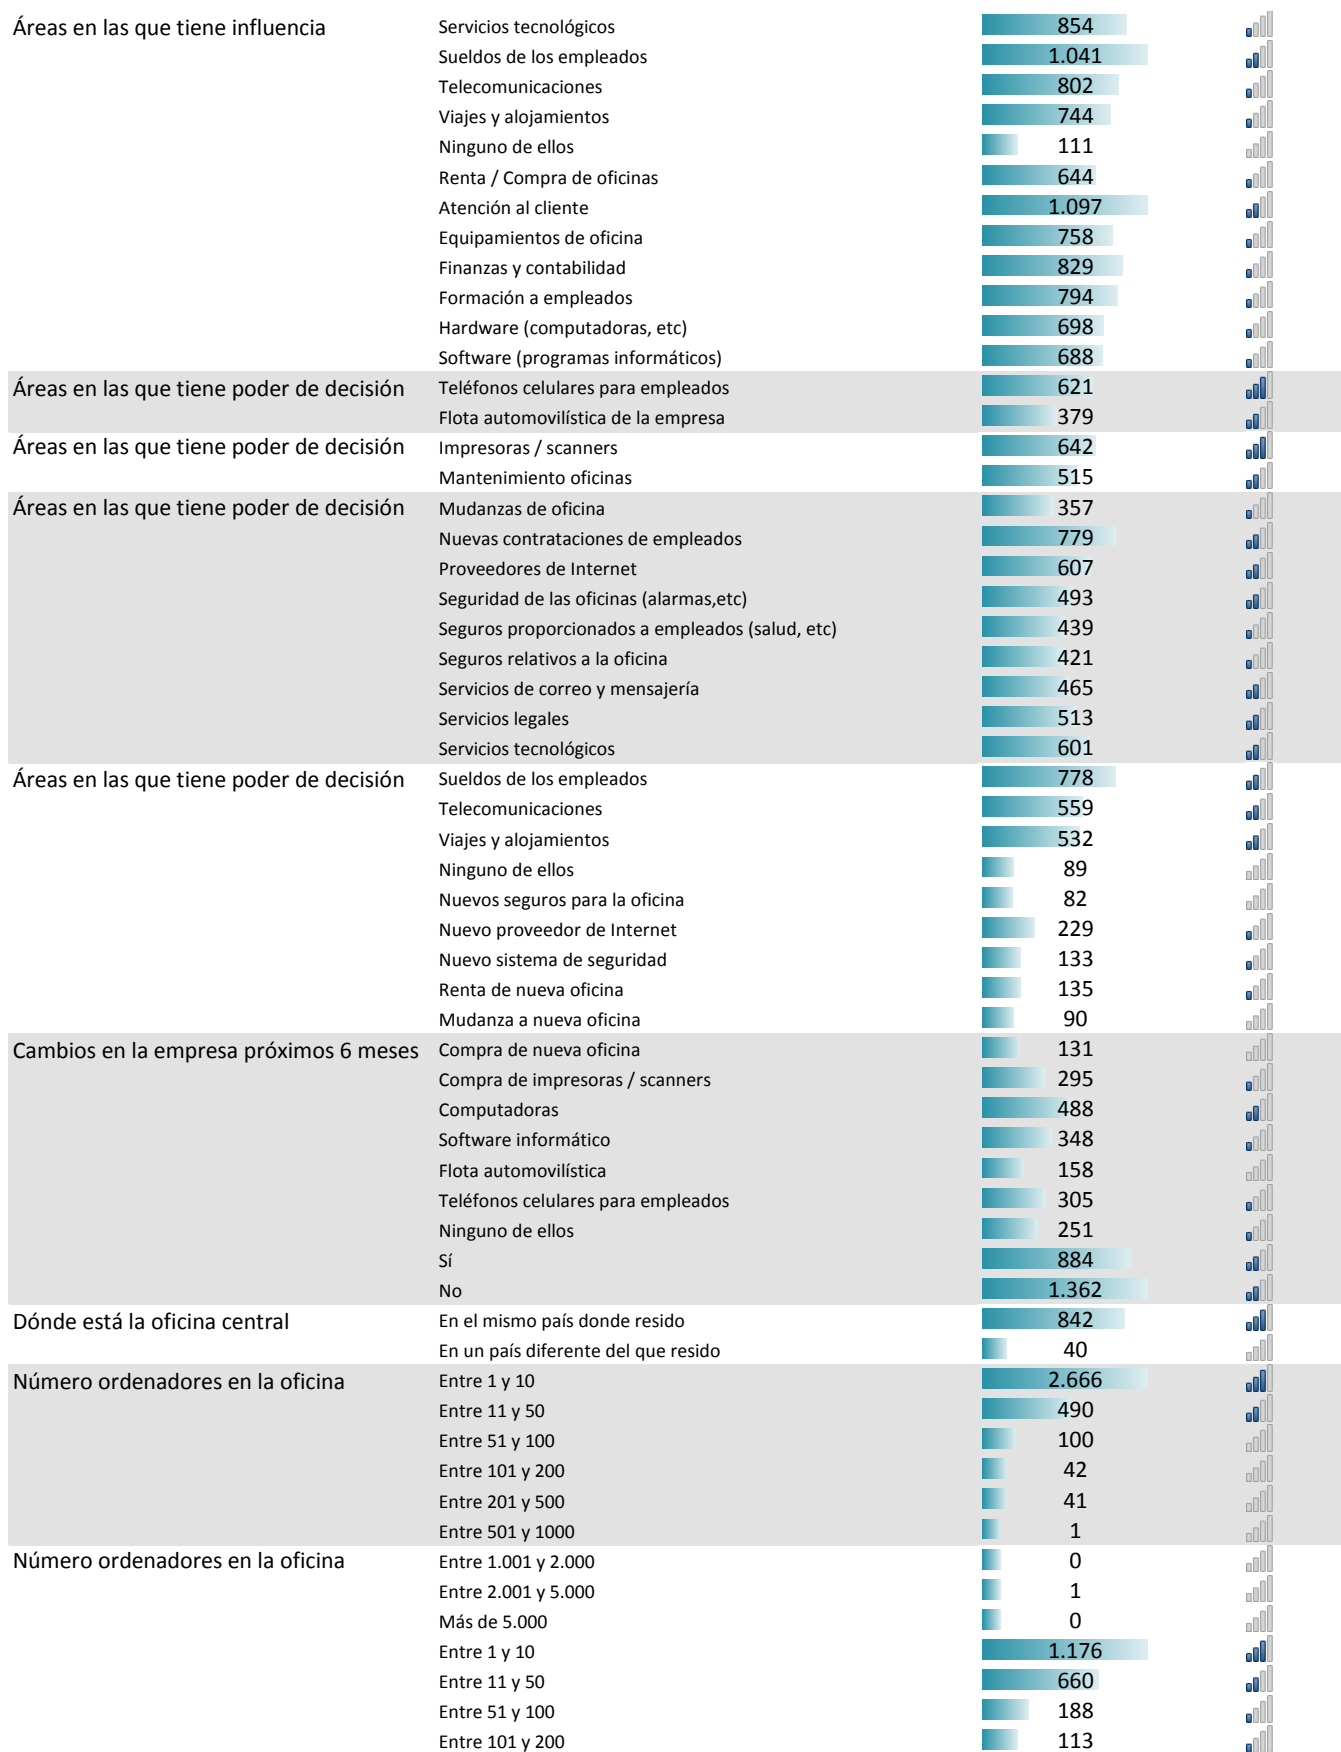 Áreas en las que tiene influencia Servicios tecnológicos 854
Sueldos de los empleados 1.041
Telecomunicaciones 802
Viajes y alojamientos 744
Ninguno de ellos 111
Renta / Compra de oficinas 644
Atención al cliente 1.097
Equipamientos de oficina 758
Finanzas y contabilidad 829
Formación a empleados 794
Hardware (computadoras, etc) 698
Software (programas informáticos) 688
Áreas en las que tiene poder de decisión Teléfonos celulares para empleados 621
Flota automovilística de la empresa 379
Áreas en las que tiene poder de decisión Impresoras / scanners 642
Mantenimiento oficinas 515
Áreas en las que tiene poder de decisión Mudanzas de oficina 357
Nuevas contrataciones de empleados 779
Proveedores de Internet 607
Seguridad de las oficinas (alarmas,etc) 493
Seguros proporcionados a empleados (salud, etc) 439
Seguros relativos a la oficina 421
Servicios de correo y mensajería 465
Servicios legales 513
Servicios tecnológicos 601
Áreas en las que tiene poder de decisión Sueldos de los empleados 778
Telecomunicaciones 559
Viajes y alojamientos 532
Ninguno de ellos 89
Nuevos seguros para la oficina 82
Nuevo proveedor de Internet 229
Nuevo sistema de seguridad 133
Renta de nueva oficina 135
Mudanza a nueva oficina 90
Cambios en la empresa próximos 6 meses Compra de nueva oficina 131
Compra de impresoras / scanners 295
Computadoras 488
Software informático 348
Flota automovilística 158
Teléfonos celulares para empleados 305
Ninguno de ellos 251
Sí 884
No 1.362
Dónde está la oficina central En el mismo país donde resido 842
En un país diferente del que resido 40
Número ordenadores en la oficina Entre 1 y 10 2.666
Entre 11 y 50 490
Entre 51 y 100 100
Entre 101 y 200 42
Entre 201 y 500 41
Entre 501 y 1000 1
Número ordenadores en la oficina Entre 1.001 y 2.000 0
Entre 2.001 y 5.000 1
Más de 5.000 0
Entre 1 y 10 1.176
Entre 11 y 50 660
Entre 51 y 100 188
Entre 101 y 200 113